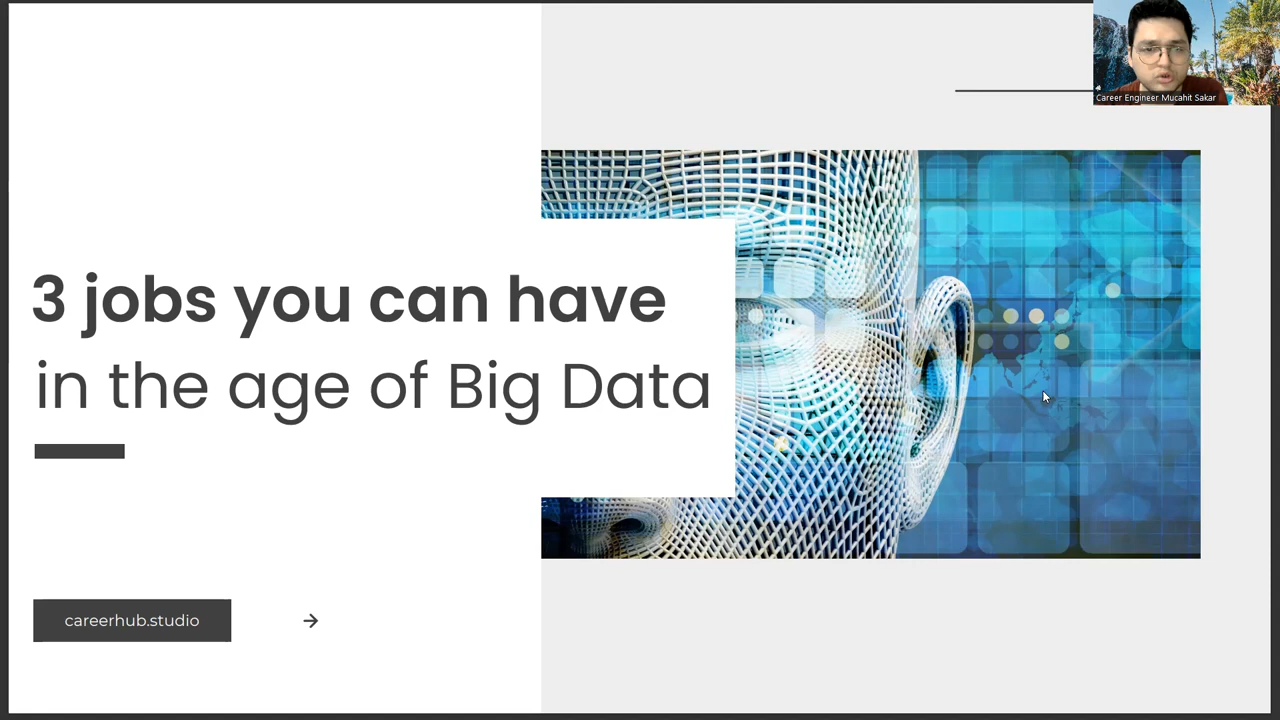 Career Engineer Mucahit Sakar
3 jobs you can have
in the age of Big Data
careerhub.studio